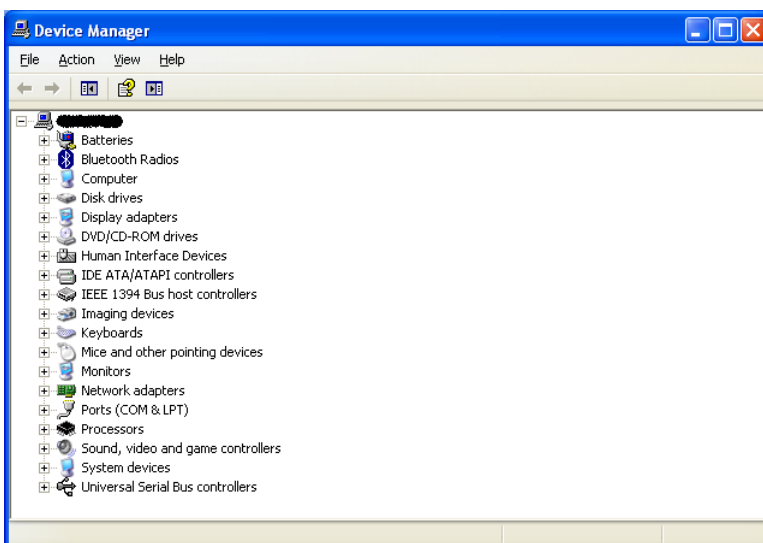 Device Manager
File Action View Help
Batteries
Bluetooth Radios
Computer
Disk drives
Display adapters
DVD/CD-ROM drives
Human Interface Devices
IDE ATA/ATAPI controllers
IEEE 1394 Bus host controllers
Imaging devices
Keyboards
Mice and other pointing devices
Monitors
Network adapters
Ports (COM & LPT)
Processors
Sound, video and game controllers
System devices
Universal Serial Bus controllers